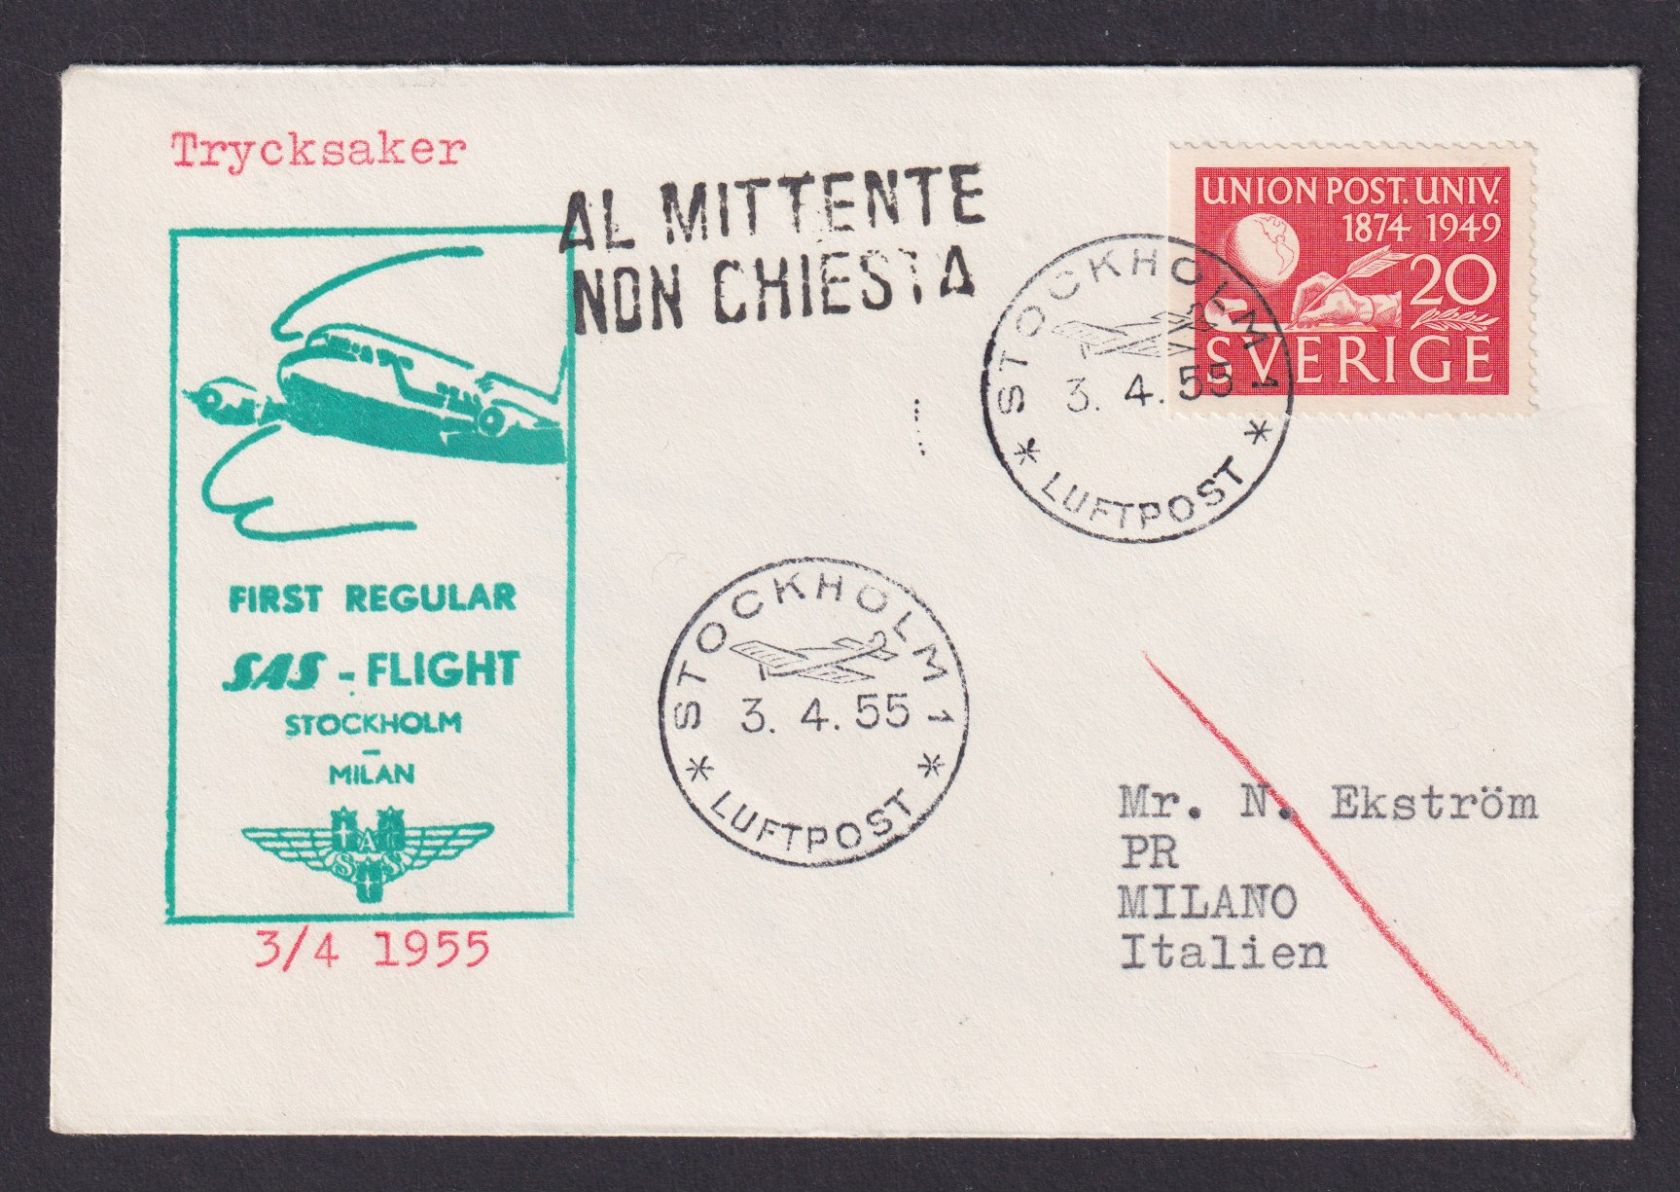 Trycksaker
AL MITTENTE
NON CHIESTA
UNION POST. UNIV.
1874 1949
20
SVERIGE
STOCKHOLM 1
3. 4. 55
* LUFTPOST *
FIRST REGULAR
SAS - FLIGHT
STOCKHOLM
-
MILAN
SAS
3/4 1955
STOCKHOLM 1
3. 4. 55
* LUFTPOST *
Mr. N. Ekström
PR
MILANO
Italien